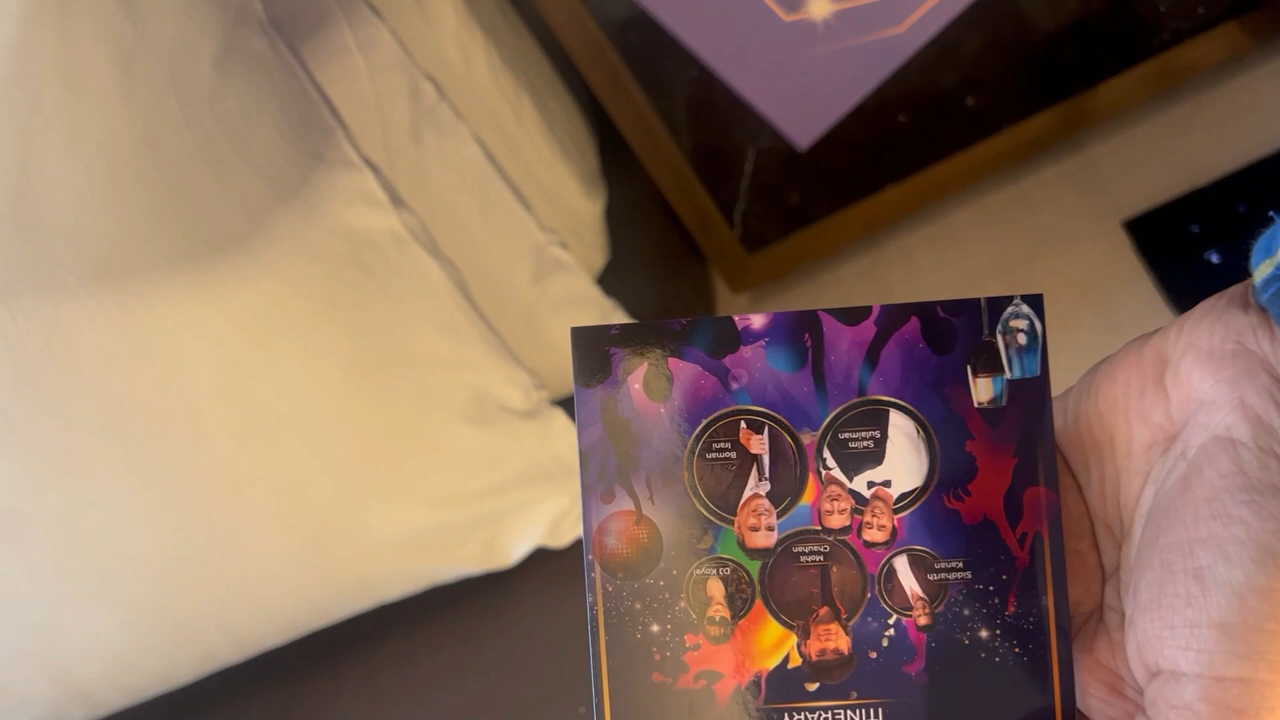 ITINERARY
Siddharth
Kanan
Mohit
Chauhan
DJ Koyel
Salim
Sulaiman
Boman
Irani